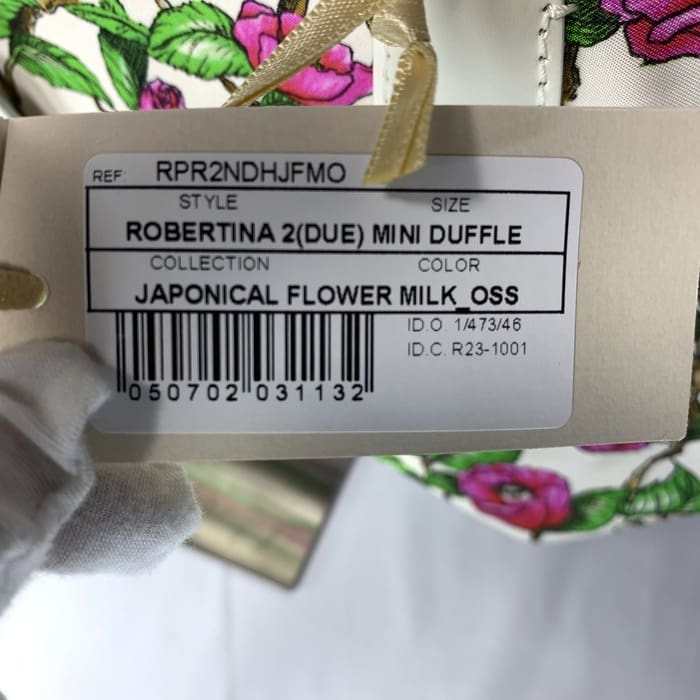 REF: RPR2NDHJFMO
STYLE SIZE
ROBERTINA 2(DUE) MINI DUFFLE
COLLECTION COLOR
JAPONICAL FLOWER MILK_OSS
ID.O. 1/473/46
ID.C. R23-1001
050702 031132